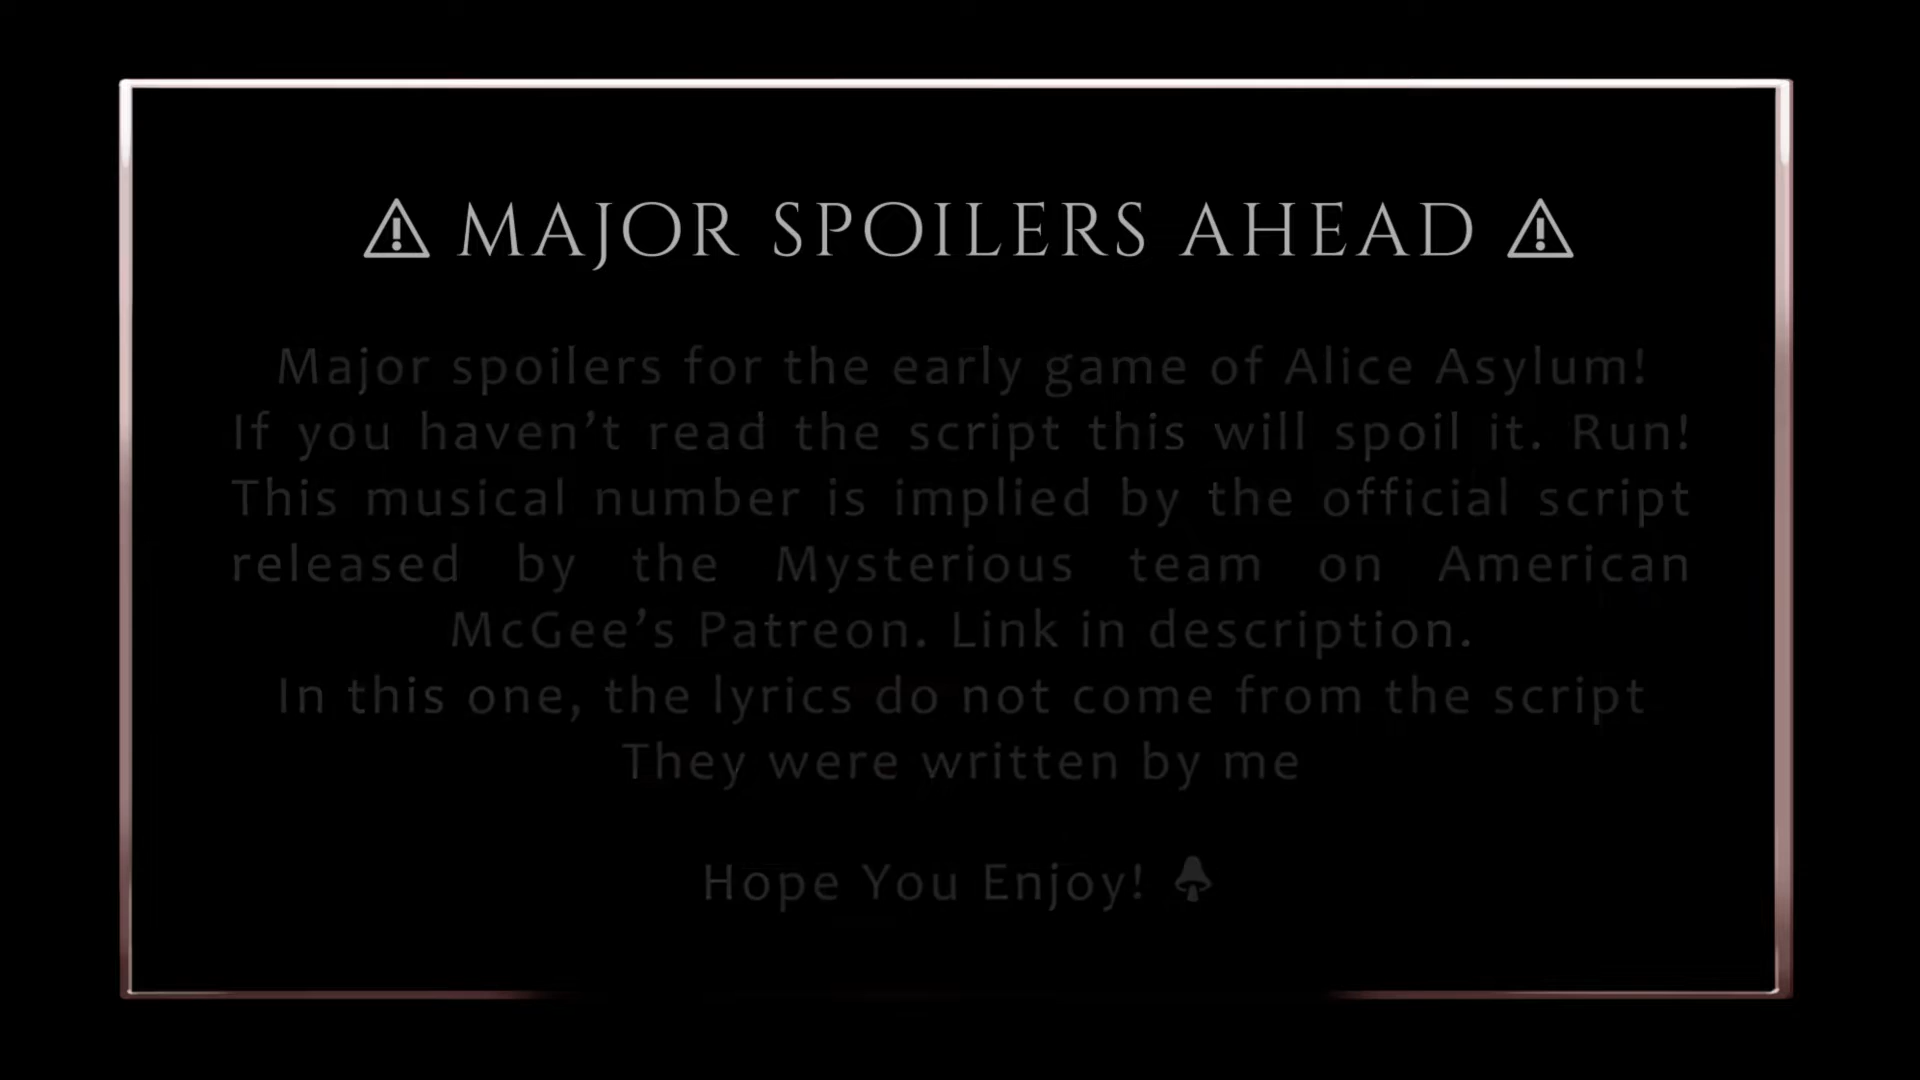 ⚠ MAJOR SPOILERS AHEAD ⚠
Major spoilers for the early game of Alice Asylum!
If you haven’t read the script this will spoil it. Run!
This musical number is implied by the official script
released by the Mysterious team on American
McGee’s Patreon. Link in description.
In this one, the lyrics do not come from the script
They were written by me
Hope You Enjoy!